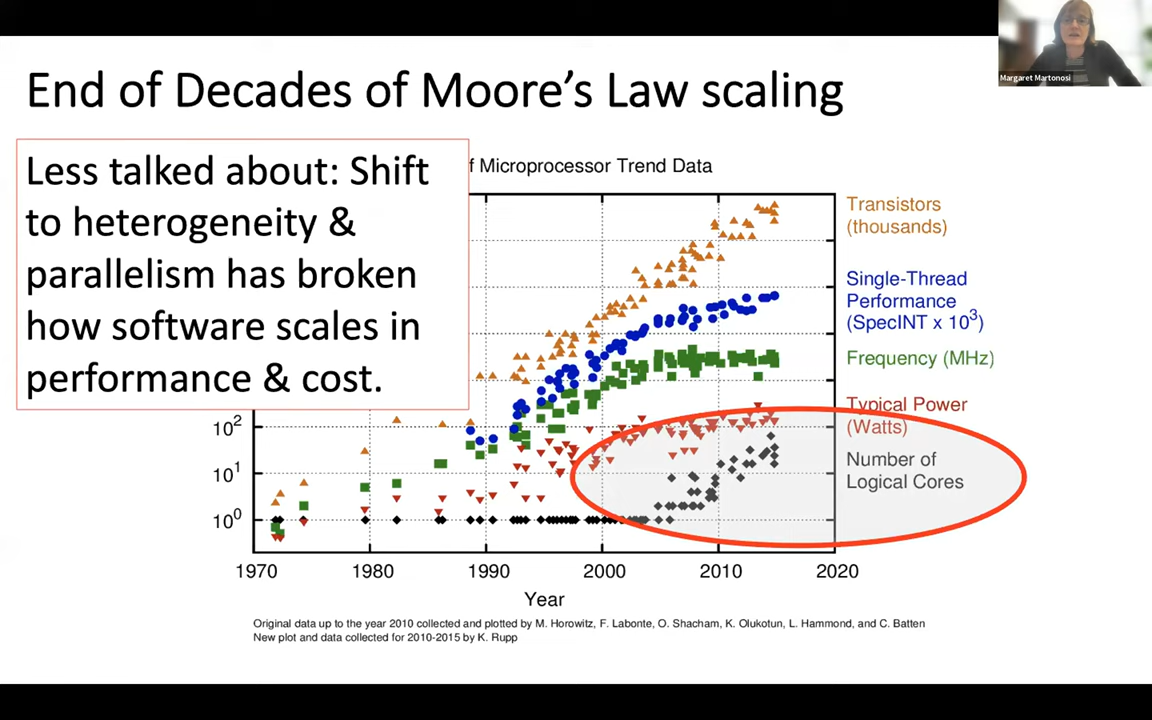 Margaret Martonosi
End of Decades of Moore's Law scaling
Less talked about: Shift
to heterogeneity &
parallelism has broken
how software scales in
performance & cost.
f Microprocessor Trend Data
Transistors
(thousands)
Single-Thread
Performance
(SpecINT x 10³)
Frequency (MHz)
Typical Power
(Watts)
Number of
Logical Cores
10²
10¹
10⁰
1970 1980 1990 2000 2010 2020
Year
Original data up to the year 2010 collected and plotted by M. Horowitz, F. Labonte, O. Shacham, K. Olukotun, L. Hammond, and C. Batten
New plot and data collected for 2010-2015 by K. Rupp